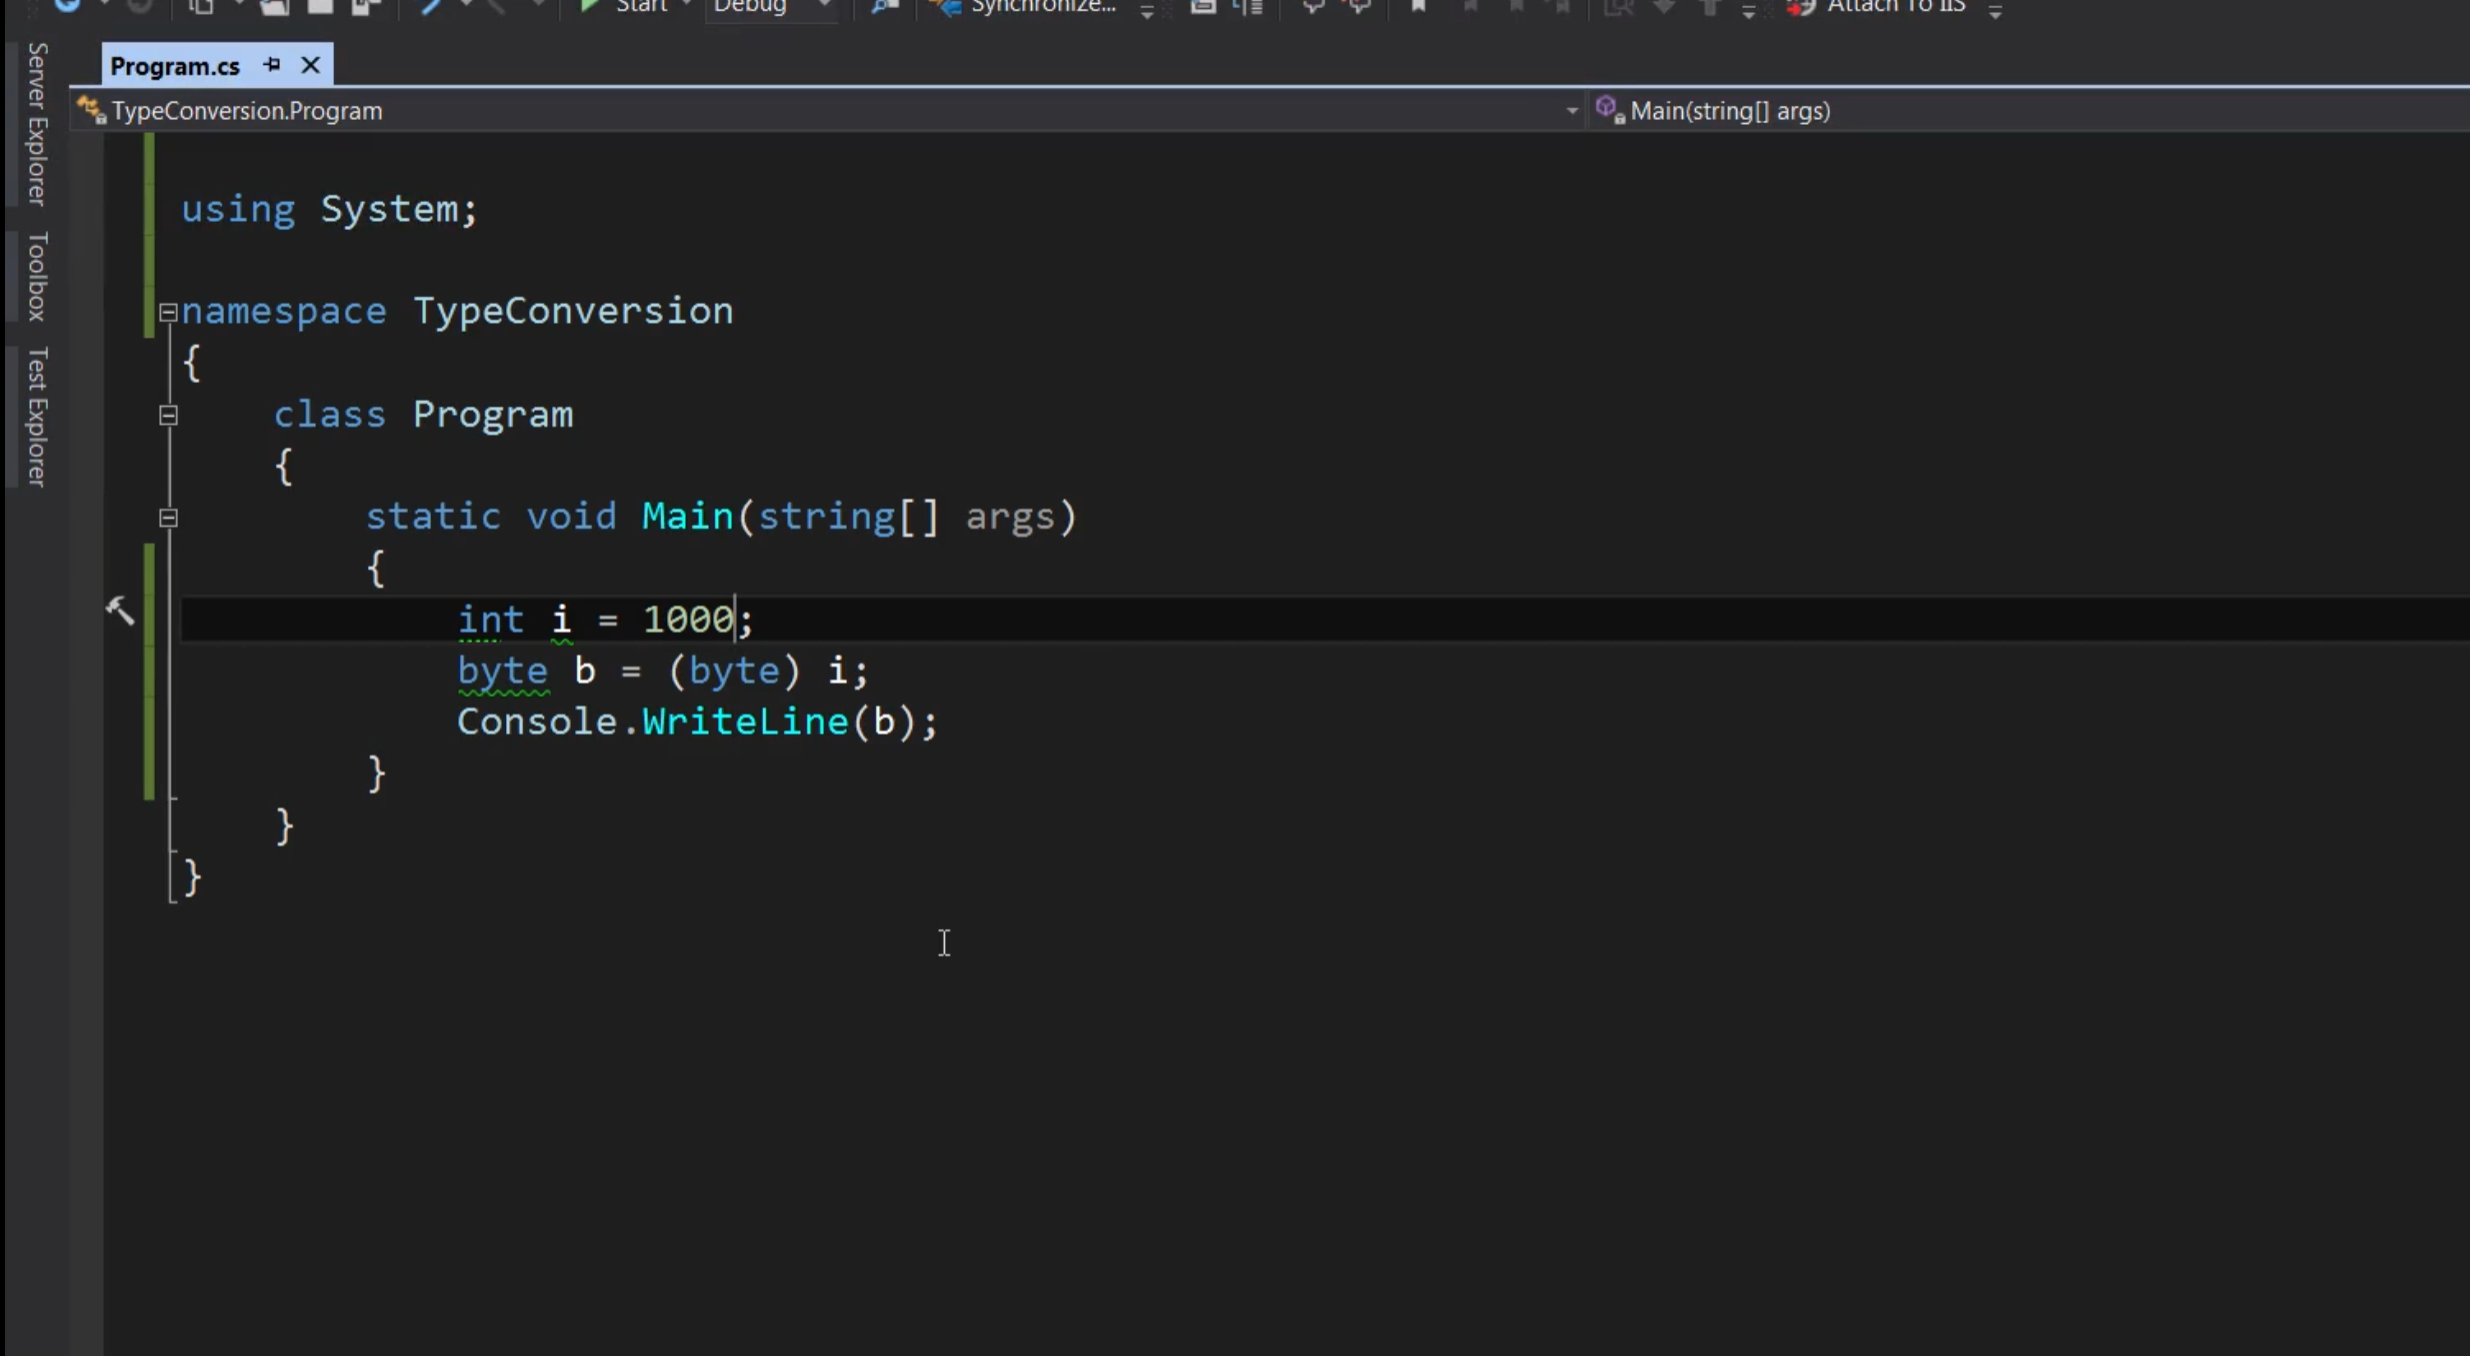 Start Debug Synchronize... Attach To IIS
Program.cs
TypeConversion.Program Main(string[] args)
Server Explorer
Toolbox
Test Explorer
using System;
namespace TypeConversion
{
class Program
{
static void Main(string[] args)
{
int i = 1000;
byte b = (byte) i;
Console.WriteLine(b);
}
}
}